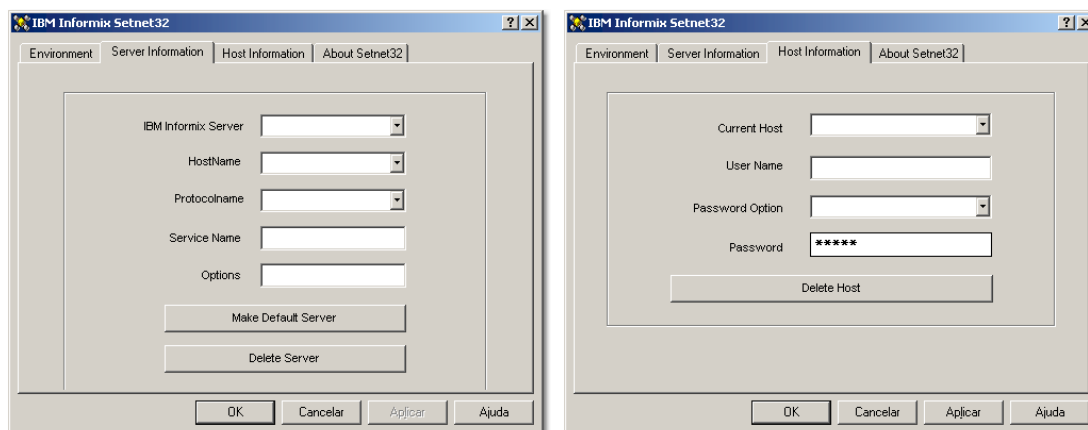 IBM Informix Setnet32
Environment Server Information Host Information About Setnet32
IBM Informix Server
HostName
Protocolname
Service Name
Options
Make Default Server
Delete Server
OK Cancelar Aplicar Ajuda
IBM Informix Setnet32
Environment Server Information Host Information About Setnet32
Current Host
User Name
Password Option
Password *****
Delete Host
OK Cancelar Aplicar Ajuda